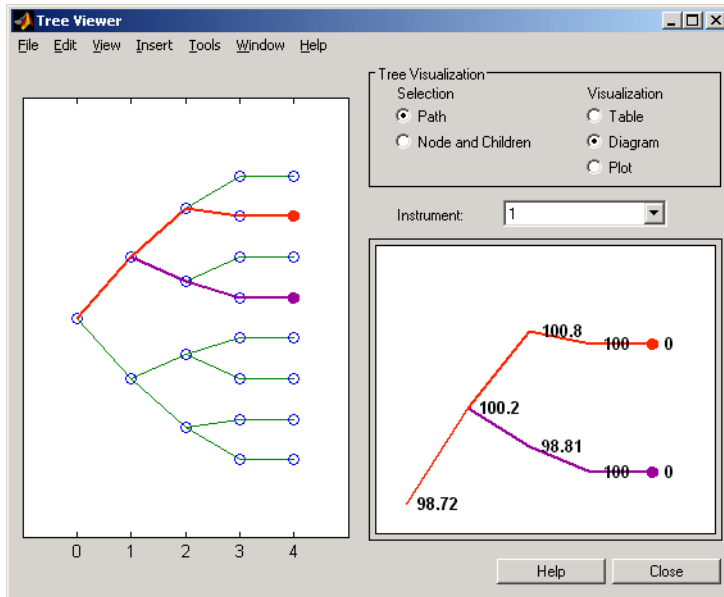 Tree Viewer
File Edit View Insert Tools Window Help
Tree Visualization
Selection
Visualization
Path
Table
Node and Children
Diagram
Plot
Instrument:
1
100.8
100
0
100.2
98.81
100
0
98.72
0 1 2 3 4
Help
Close